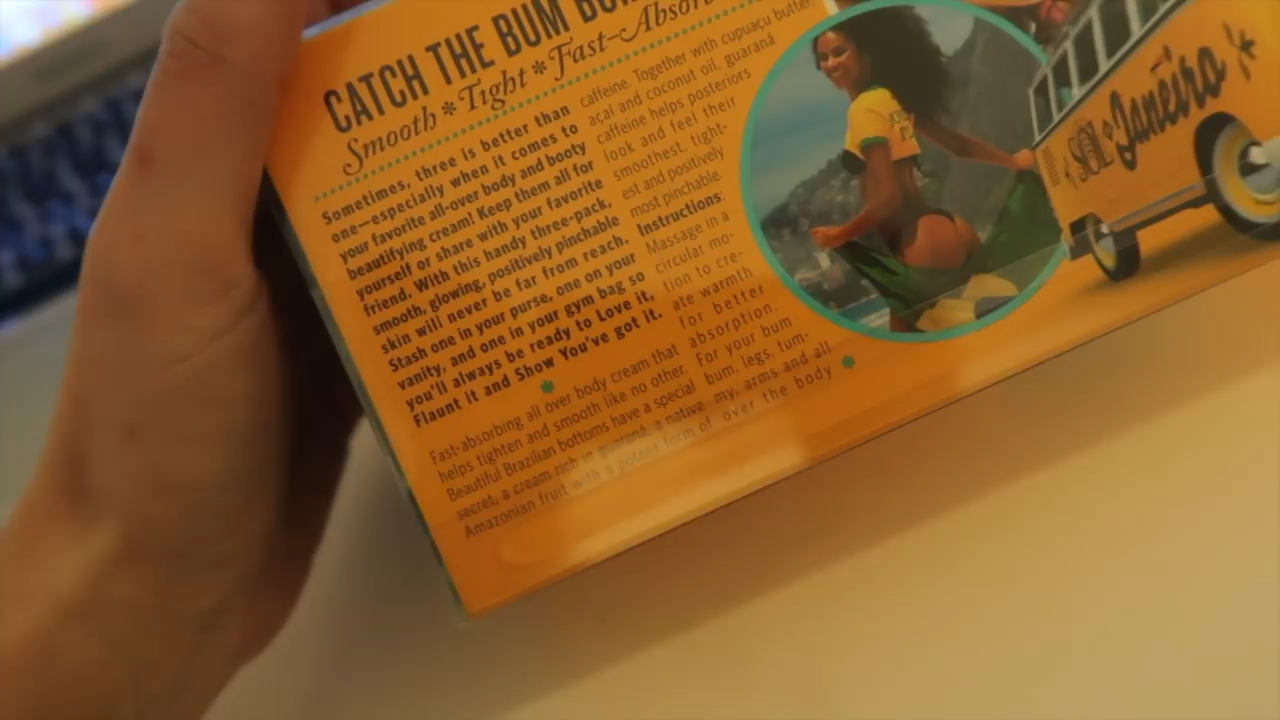 CATCH THE BUM
Smooth * Tight * Fast-Absor
Sometimes, three is better than
one—especially when it comes to
your favorite all-over body and booty
beautifying cream! Keep them all for
yourself or share with your favorite
friend. With this handy three-pack,
smooth, glowing, positively pinchable
skin will never be far from reach.
Stash one in your purse, one on your
vanity, and one in your gym bag so
you'll always be ready to Love it,
Flaunt it and Show You've got it.
Fast-absorbing all over body cream that
helps tighten and smooth like no other.
Beautiful Brazilian bottoms have a special
secret, a cream rich in guaraná, a native
Amazonian fruit with a potent form of
caffeine. Together with cupuaçu butter,
açaí and coconut oil, guaraná
caffeine helps posteriors
look and feel their
smoothest, tight-
est and positively
most pinchable.
Instructions:
Massage in a
circular mo-
tion to cre-
ate warmth
for better
absorption.
For your bum
bum, legs, tum-
my, arms and all
over the body
SOL de Janeiro